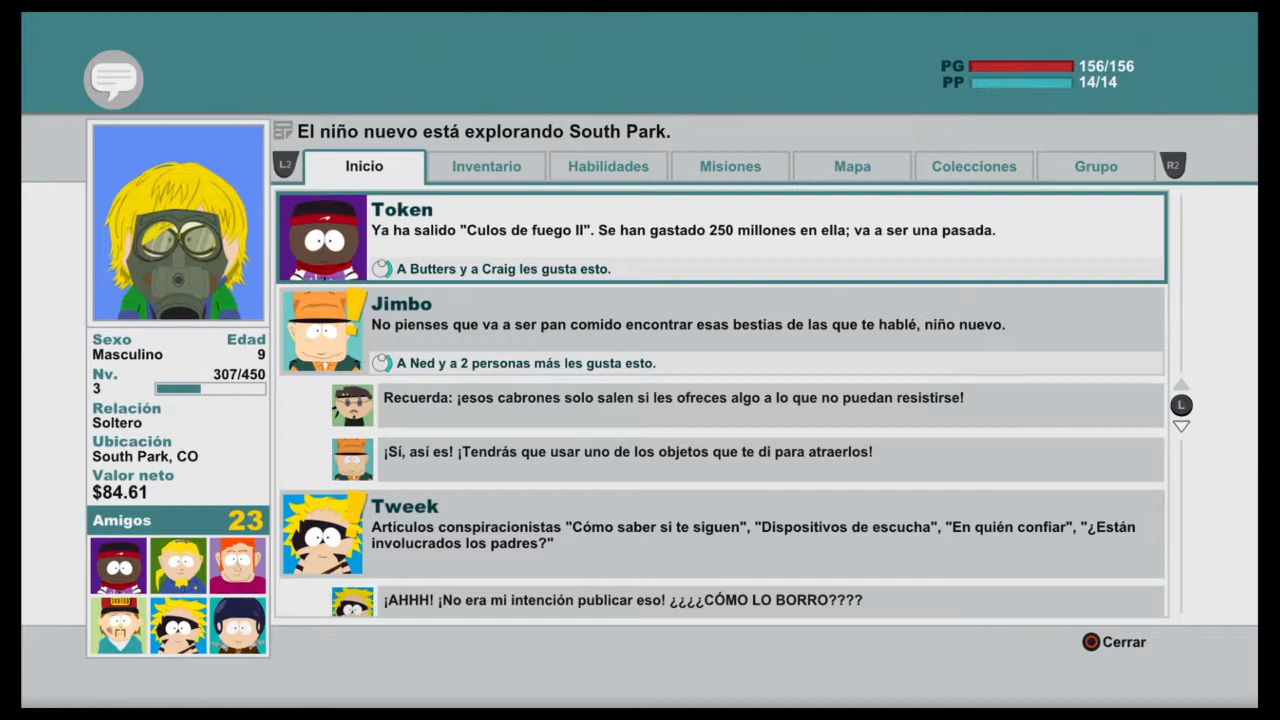 PG 156/156
PP 14/14
El niño nuevo está explorando South Park.
L2 Inicio Inventario Habilidades Misiones Mapa Colecciones Grupo R2
Sexo Edad
Masculino 9
Nv. 307/450
3
Relación
Soltero
Ubicación
South Park, CO
Valor neto
$84.61
Amigos 23
Token
Ya ha salido "Culos de fuego II". Se han gastado 250 millones en ella; va a ser una pasada.
A Butters y a Craig les gusta esto.
Jimbo
No pienses que va a ser pan comido encontrar esas bestias de las que te hablé, niño nuevo.
A Ned y a 2 personas más les gusta esto.
Recuerda: ¡esos cabrones solo salen si les ofreces algo a lo que no puedan resistirse!
¡Sí, así es! ¡Tendrás que usar uno de los objetos que te di para atraerlos!
Tweek
Artículos conspiracionistas "Cómo saber si te siguen", "Dispositivos de escucha", "En quién confiar", "¿Están
involucrados los padres?"
¡AHHH! ¡No era mi intención publicar eso! ¿¿¿¿CÓMO LO BORRO????
L
Cerrar